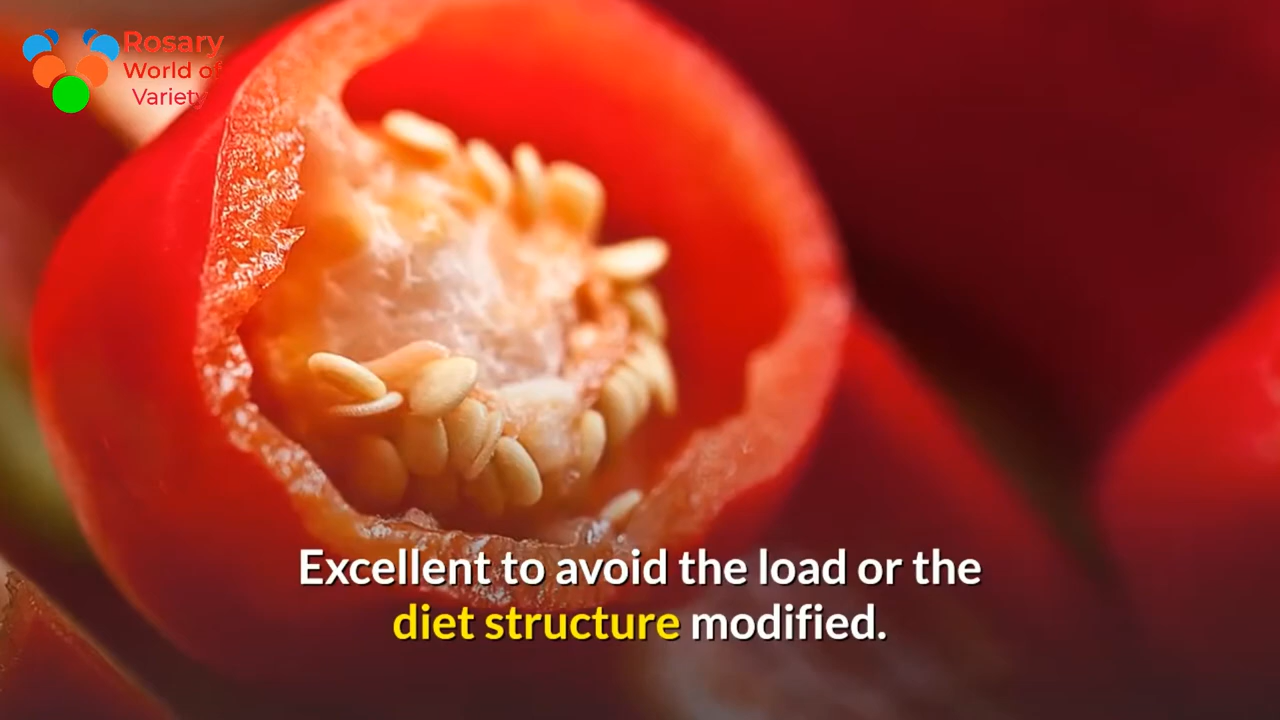 Rosary
World of
Variety
Excellent to avoid the load or the
diet structure modified.